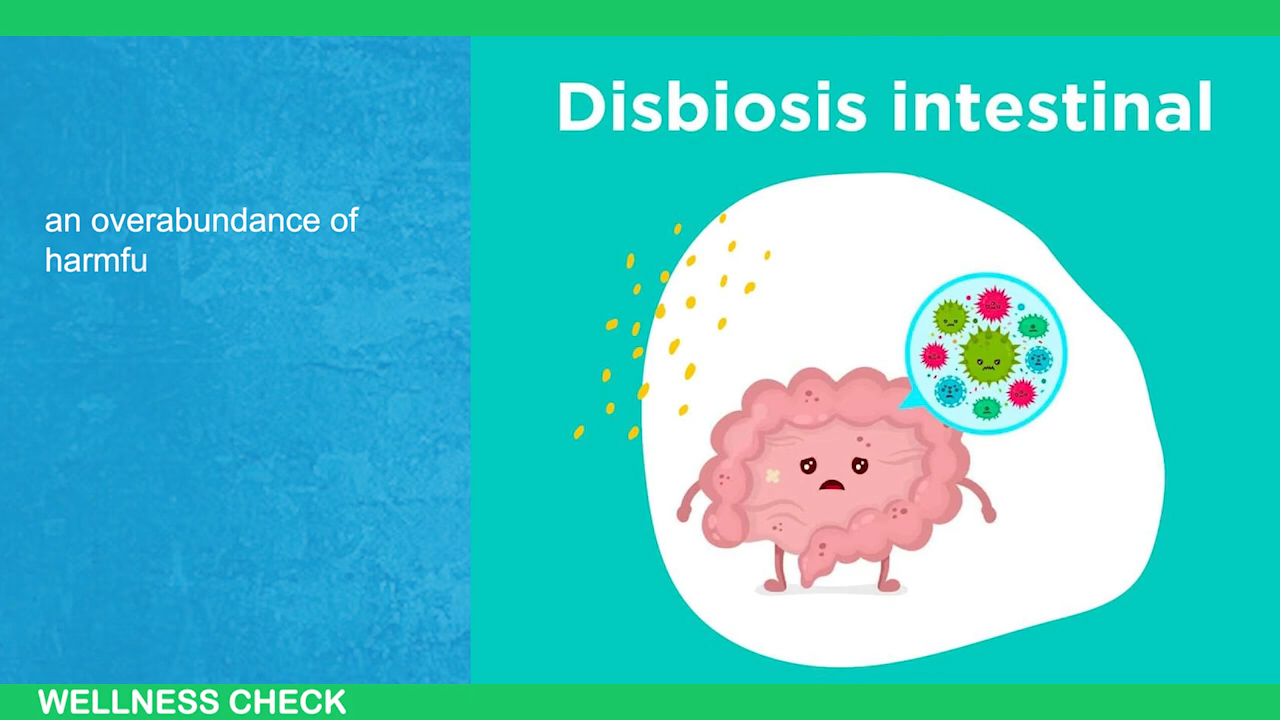 Disbiosis intestinal
an overabundance of
harmfu
WELLNESS CHECK